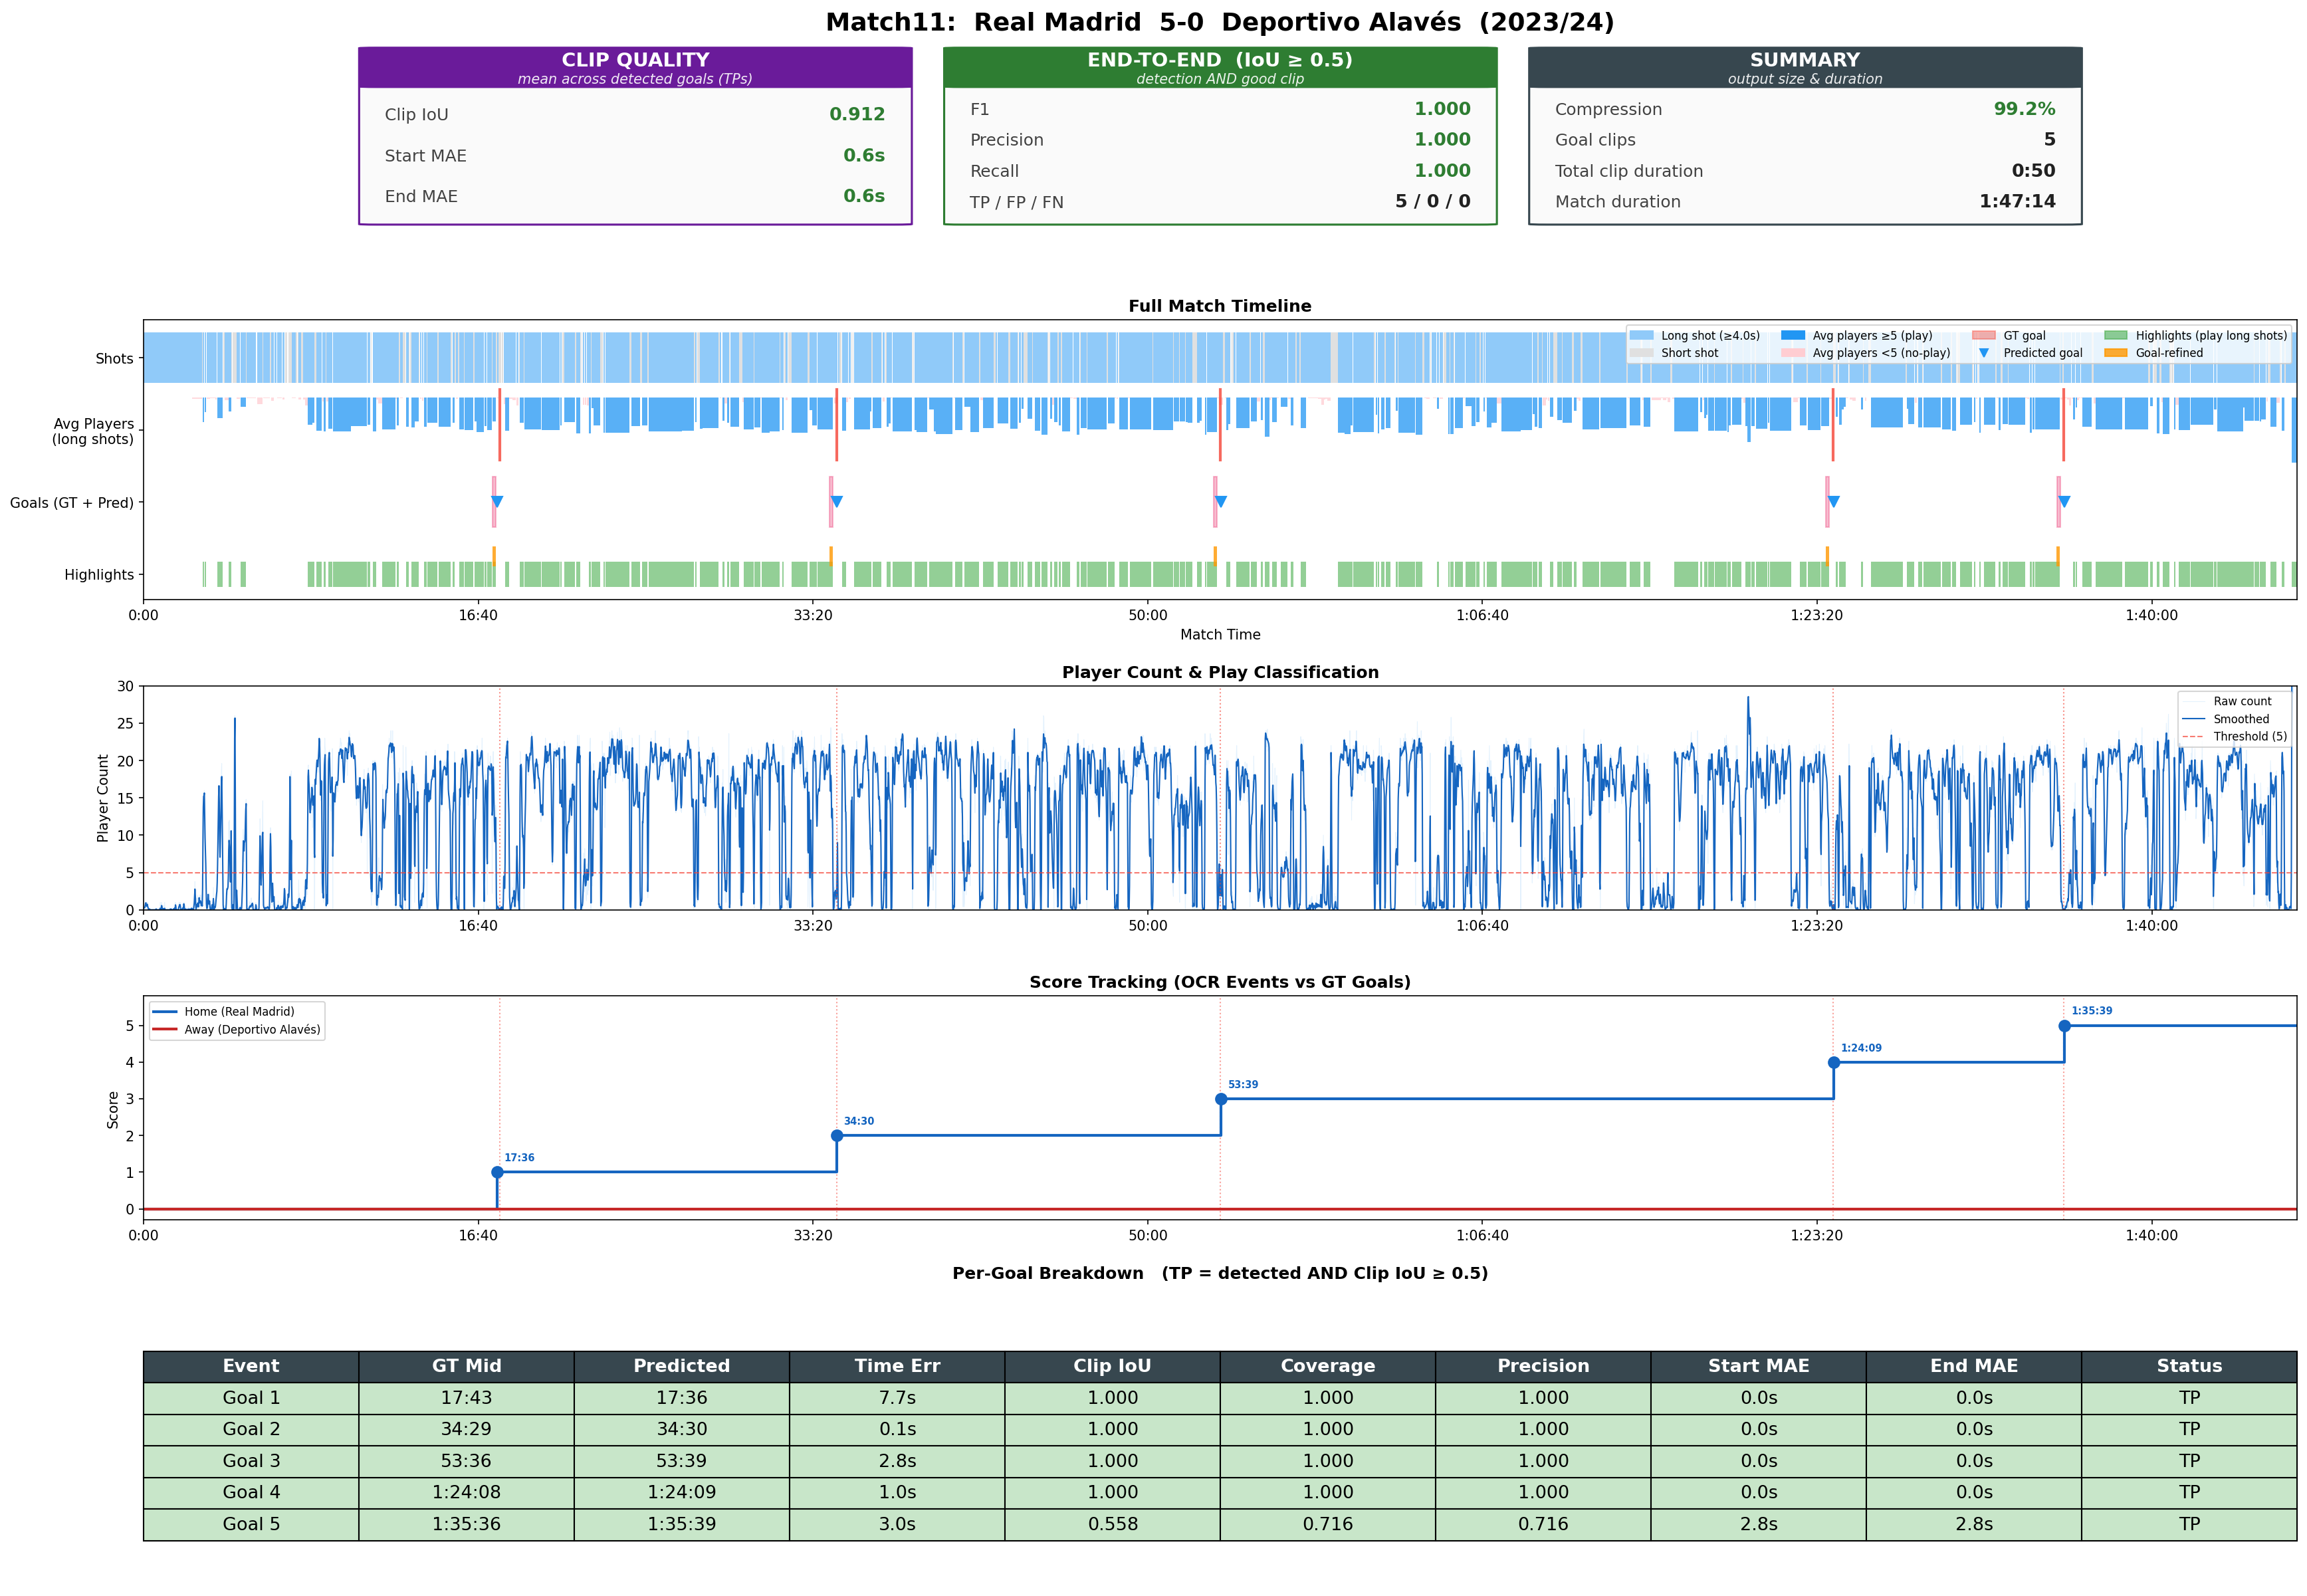 Match11:  Real Madrid  5-0  Deportivo Alavés  (2023/24)
CLIP QUALITY
mean across detected goals (TPs)
Clip IoU 0.912
Start MAE 0.6s
End MAE 0.6s
END-TO-END  (IoU ≥ 0.5)
detection AND good clip
F1 1.000
Precision 1.000
Recall 1.000
TP / FP / FN 5 / 0 / 0
SUMMARY
output size & duration
Compression 99.2%
Goal clips 5
Total clip duration 0:50
Match duration 1:47:14
Full Match Timeline
Long shot (≥4.0s) Avg players ≥5 (play) GT goal Highlights (play long shots)
Short shot Avg players <5 (no-play) Predicted goal Goal-refined
Shots
Avg Players
(long shots)
Goals (GT + Pred)
Highlights
0:00 16:40 33:20 50:00 1:06:40 1:23:20 1:40:00
Match Time
Player Count & Play Classification
Raw count
Smoothed
Threshold (5)
Player Count
30
25
20
15
10
5
0
0:00 16:40 33:20 50:00 1:06:40 1:23:20 1:40:00
Score Tracking (OCR Events vs GT Goals)
Home (Real Madrid)
Away (Deportivo Alavés)
Score
5
4
3
2
1
0
17:36
34:30
53:39
1:24:09
1:35:39
0:00 16:40 33:20 50:00 1:06:40 1:23:20 1:40:00
Per-Goal Breakdown   (TP = detected AND Clip IoU ≥ 0.5)
Event GT Mid Predicted Time Err Clip IoU Coverage Precision Start MAE End MAE Status
Goal 1 17:43 17:36 7.7s 1.000 1.000 1.000 0.0s 0.0s TP
Goal 2 34:29 34:30 0.1s 1.000 1.000 1.000 0.0s 0.0s TP
Goal 3 53:36 53:39 2.8s 1.000 1.000 1.000 0.0s 0.0s TP
Goal 4 1:24:08 1:24:09 1.0s 1.000 1.000 1.000 0.0s 0.0s TP
Goal 5 1:35:36 1:35:39 3.0s 0.558 0.716 0.716 2.8s 2.8s TP